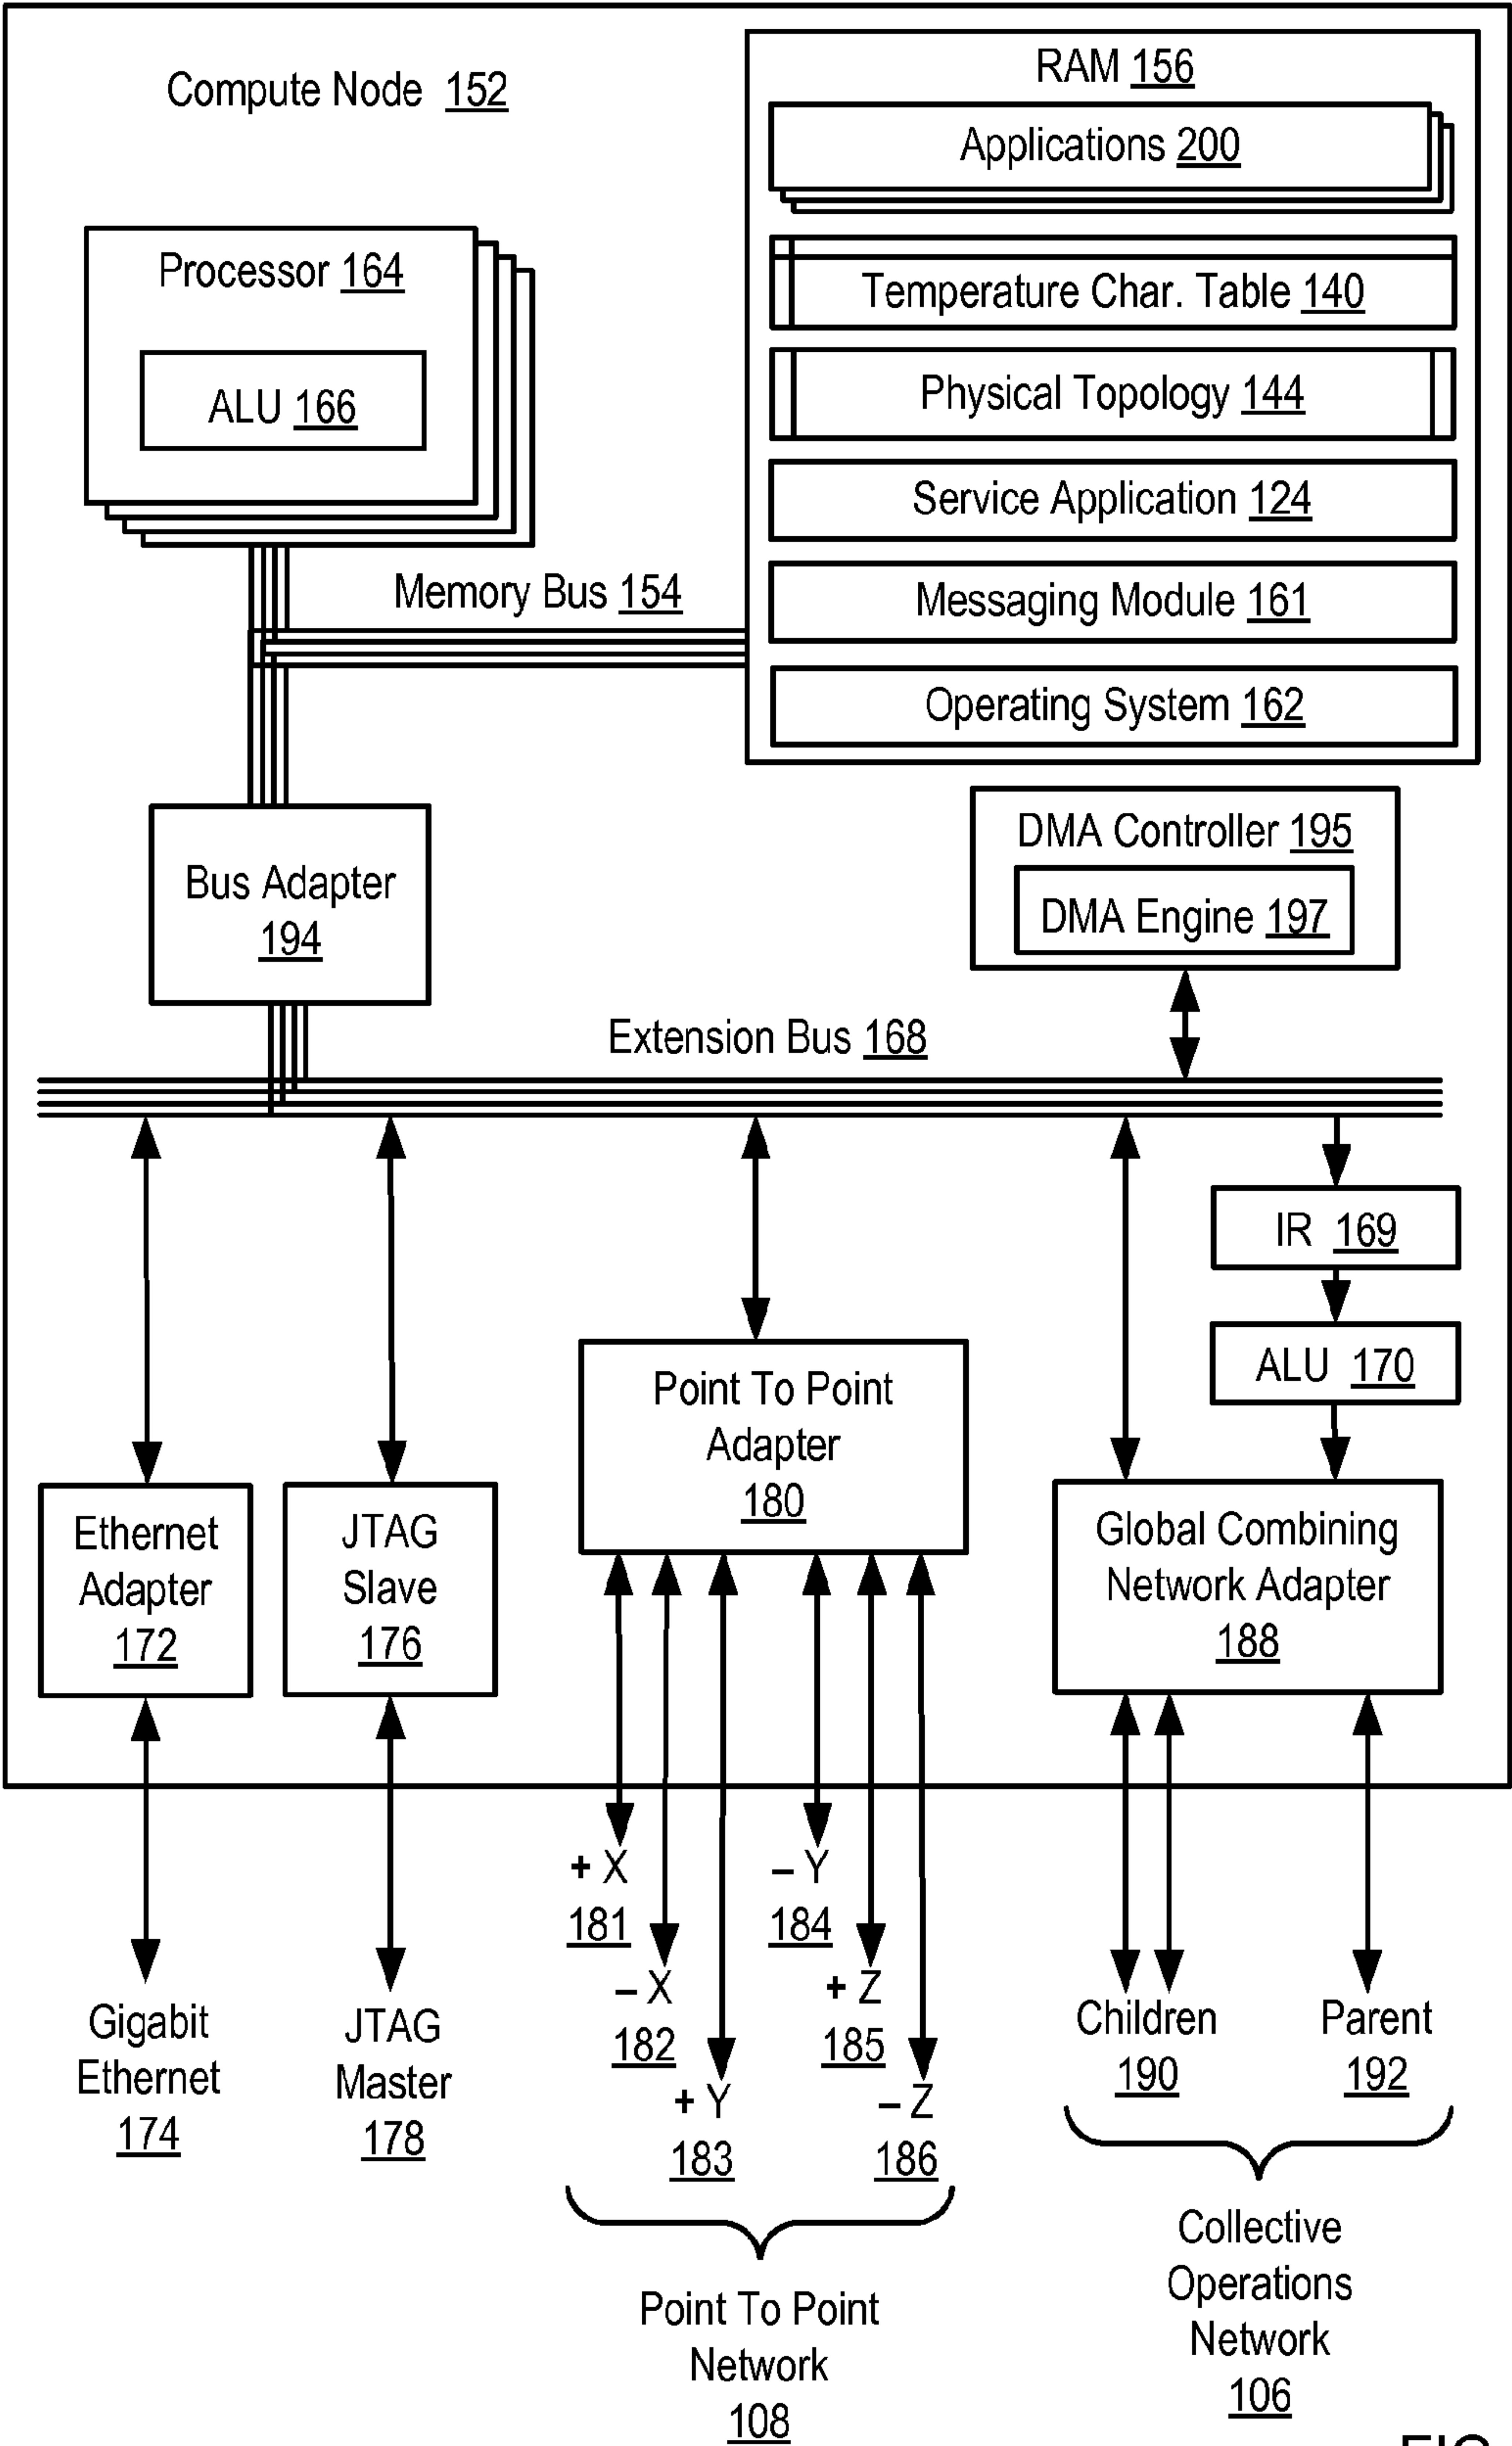 Compute Node 152
RAM 156
Applications 200
Processor 164
Temperature Char. Table 140
ALU 166
Physical Topology 144
Service Application 124
Memory Bus 154
Messaging Module 161
Operating System 162
DMA Controller 195
Bus Adapter
194
DMA Engine 197
Extension Bus 168
IR 169
ALU 170
Point To Point
Adapter
180
Ethernet
Adapter
172
JTAG
Slave
176
Global Combining
Network Adapter
188
+ X
181
– X
182
+ Y
183
– Y
184
+ Z
185
– Z
186
Gigabit
Ethernet
174
JTAG
Master
178
Children
190
Parent
192
Point To Point
Network
108
Collective
Operations
Network
106
FIG